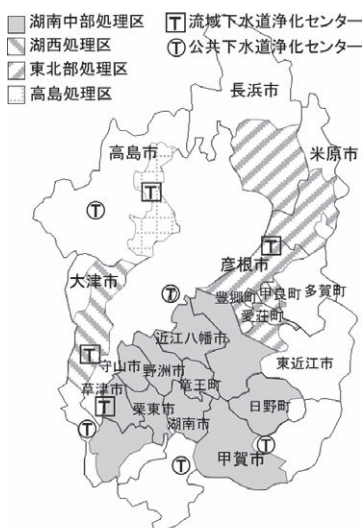 湖南中部処理区
湖西処理区
東北部処理区
高島処理区
T 流域下水道浄化センター
T 公共下水道浄化センター
長浜市
高島市
米原市
T
T
T
彦根市
大津市
豊郷町
甲良町
多賀町
T
愛荘町
近江八幡市
東近江市
T
守山市
野洲市
竜王町
草津市
T
栗東市
日野町
湖南市
T
T
甲賀市
T